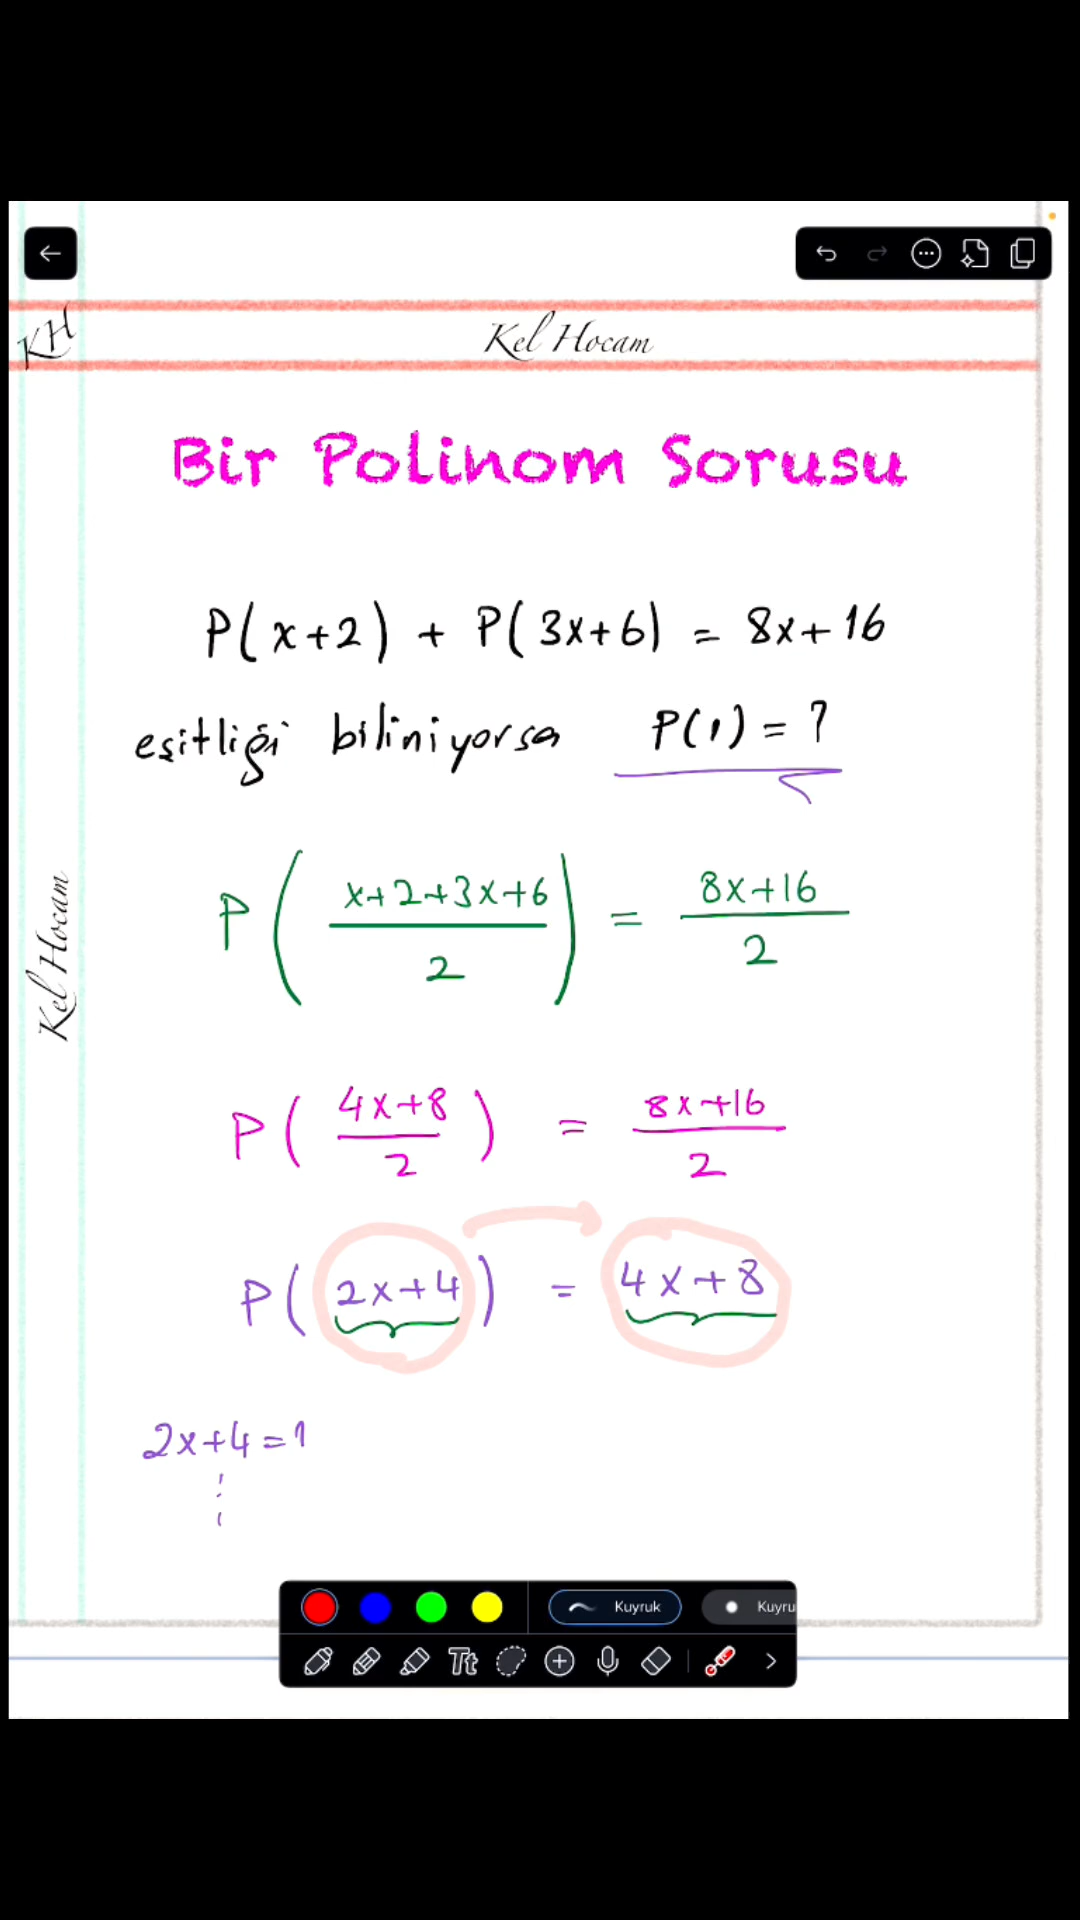 KH
Kel Hocam
Bir Polinom Sorusu
P(x+2) + P(3x+6) = 8x+16
eşitliği biliniyorsa P(1) = ?
P((x+2+3x+6)/2) = (8x+16)/2
Kel Hocam
P((4x+8)/2) = (8x+16)/2
P(2x+4) = 4x+8
2x+4=1
Kuyruk Kuyru
Tt